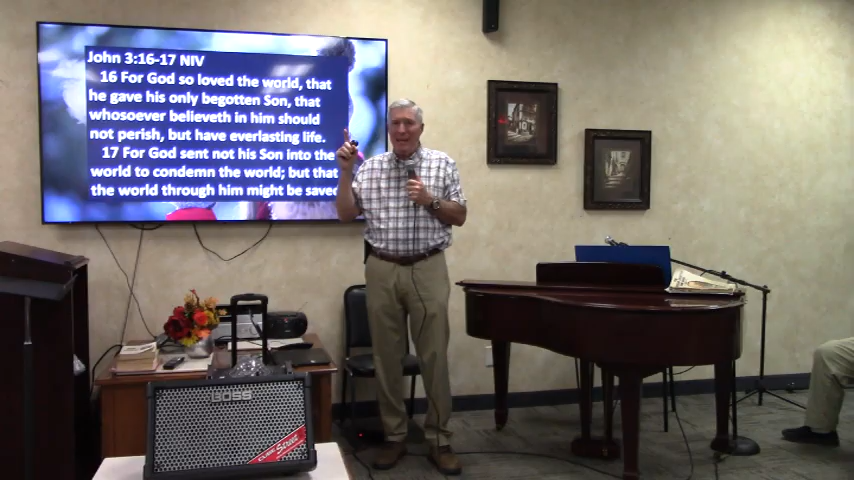 John 3:16-17 NIV
16 For God so loved the world, that
he gave his only begotten Son, that
whosoever believeth in him should
not perish, but have everlasting life.
17 For God sent not his Son into the
world to condemn the world; but that
the world through him might be saved
BOSS
CUBE Street